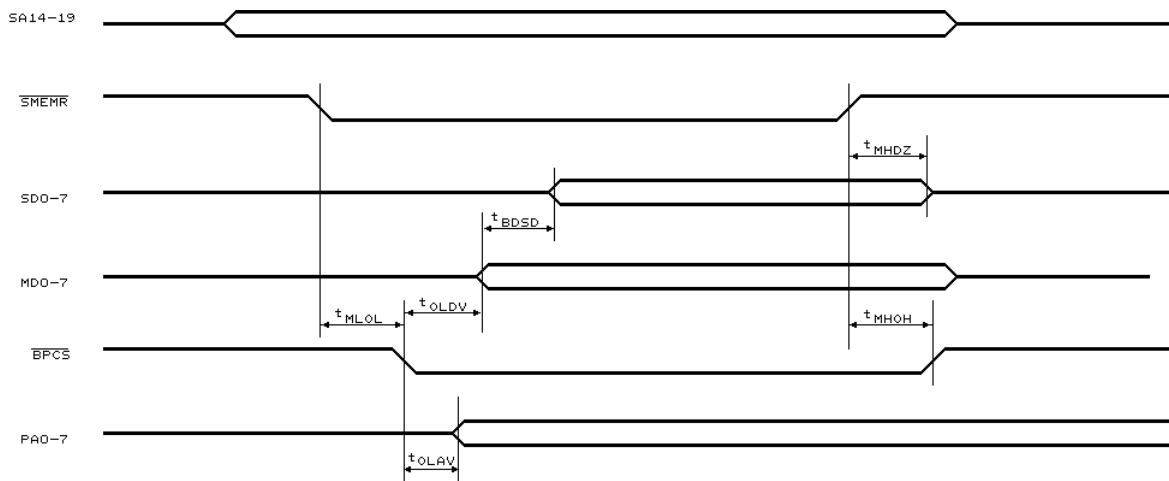 SA14-19
SMEMR
tMHDZ
SD0-7
tBDSD
MD0-7
tOLDV
tMLOL
tMHOH
BPCS
PA0-7
tOLAV